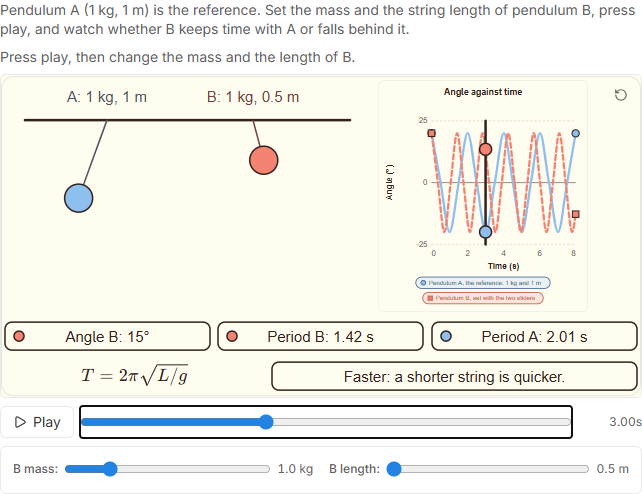 Pendulum A (1 kg, 1 m) is the reference. Set the mass and the string length of pendulum B, press
play, and watch whether B keeps time with A or falls behind it.
Press play, then change the mass and the length of B.
A: 1 kg, 1 m
B: 1 kg, 0.5 m
Angle against time
25
0
-25
Angle (°)
0 2 4 6 8
Time (s)
Pendulum A, the reference: 1 kg and 1 m
Pendulum B, set with the two sliders
Angle B: 15°
Period B: 1.42 s
Period A: 2.01 s
T = 2π√L/g
Faster: a shorter string is quicker.
Play
3.00s
B mass: 1.0 kg
B length: 0.5 m